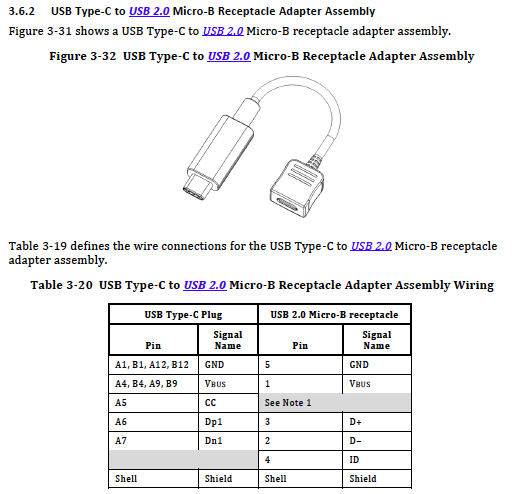 3.6.2 USB Type-C to USB 2.0 Micro-B Receptacle Adapter Assembly
Figure 3-31 shows a USB Type-C to USB 2.0 Micro-B receptacle adapter assembly.
Figure 3-32 USB Type-C to USB 2.0 Micro-B Receptacle Adapter Assembly
Table 3-19 defines the wire connections for the USB Type-C to USB 2.0 Micro-B receptacle
adapter assembly.
Table 3-20 USB Type-C to USB 2.0 Micro-B Receptacle Adapter Assembly Wiring
USB Type-C Plug USB 2.0 Micro-B receptacle
Pin Signal Name Pin Signal Name
A1, B1, A12, B12 GND 5 GND
A4, B4, A9, B9 VBUS 1 VBUS
A5 CC See Note 1
A6 Dp1 3 D+
A7 Dn1 2 D−
4 ID
Shell Shield Shell Shield